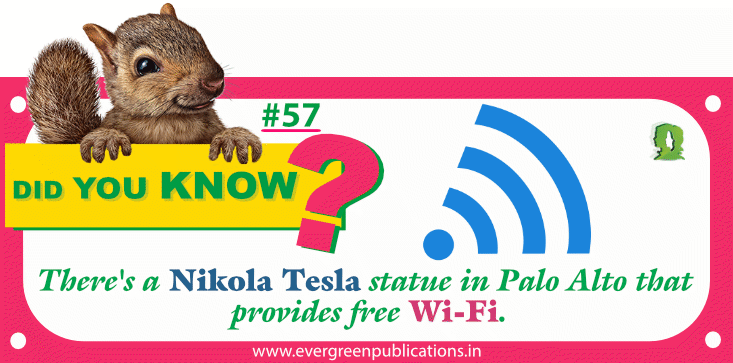 #57
DID YOU KNOW ?
There's a Nikola Tesla statue in Palo Alto that
provides free Wi-Fi.
www.evergreenpublications.in